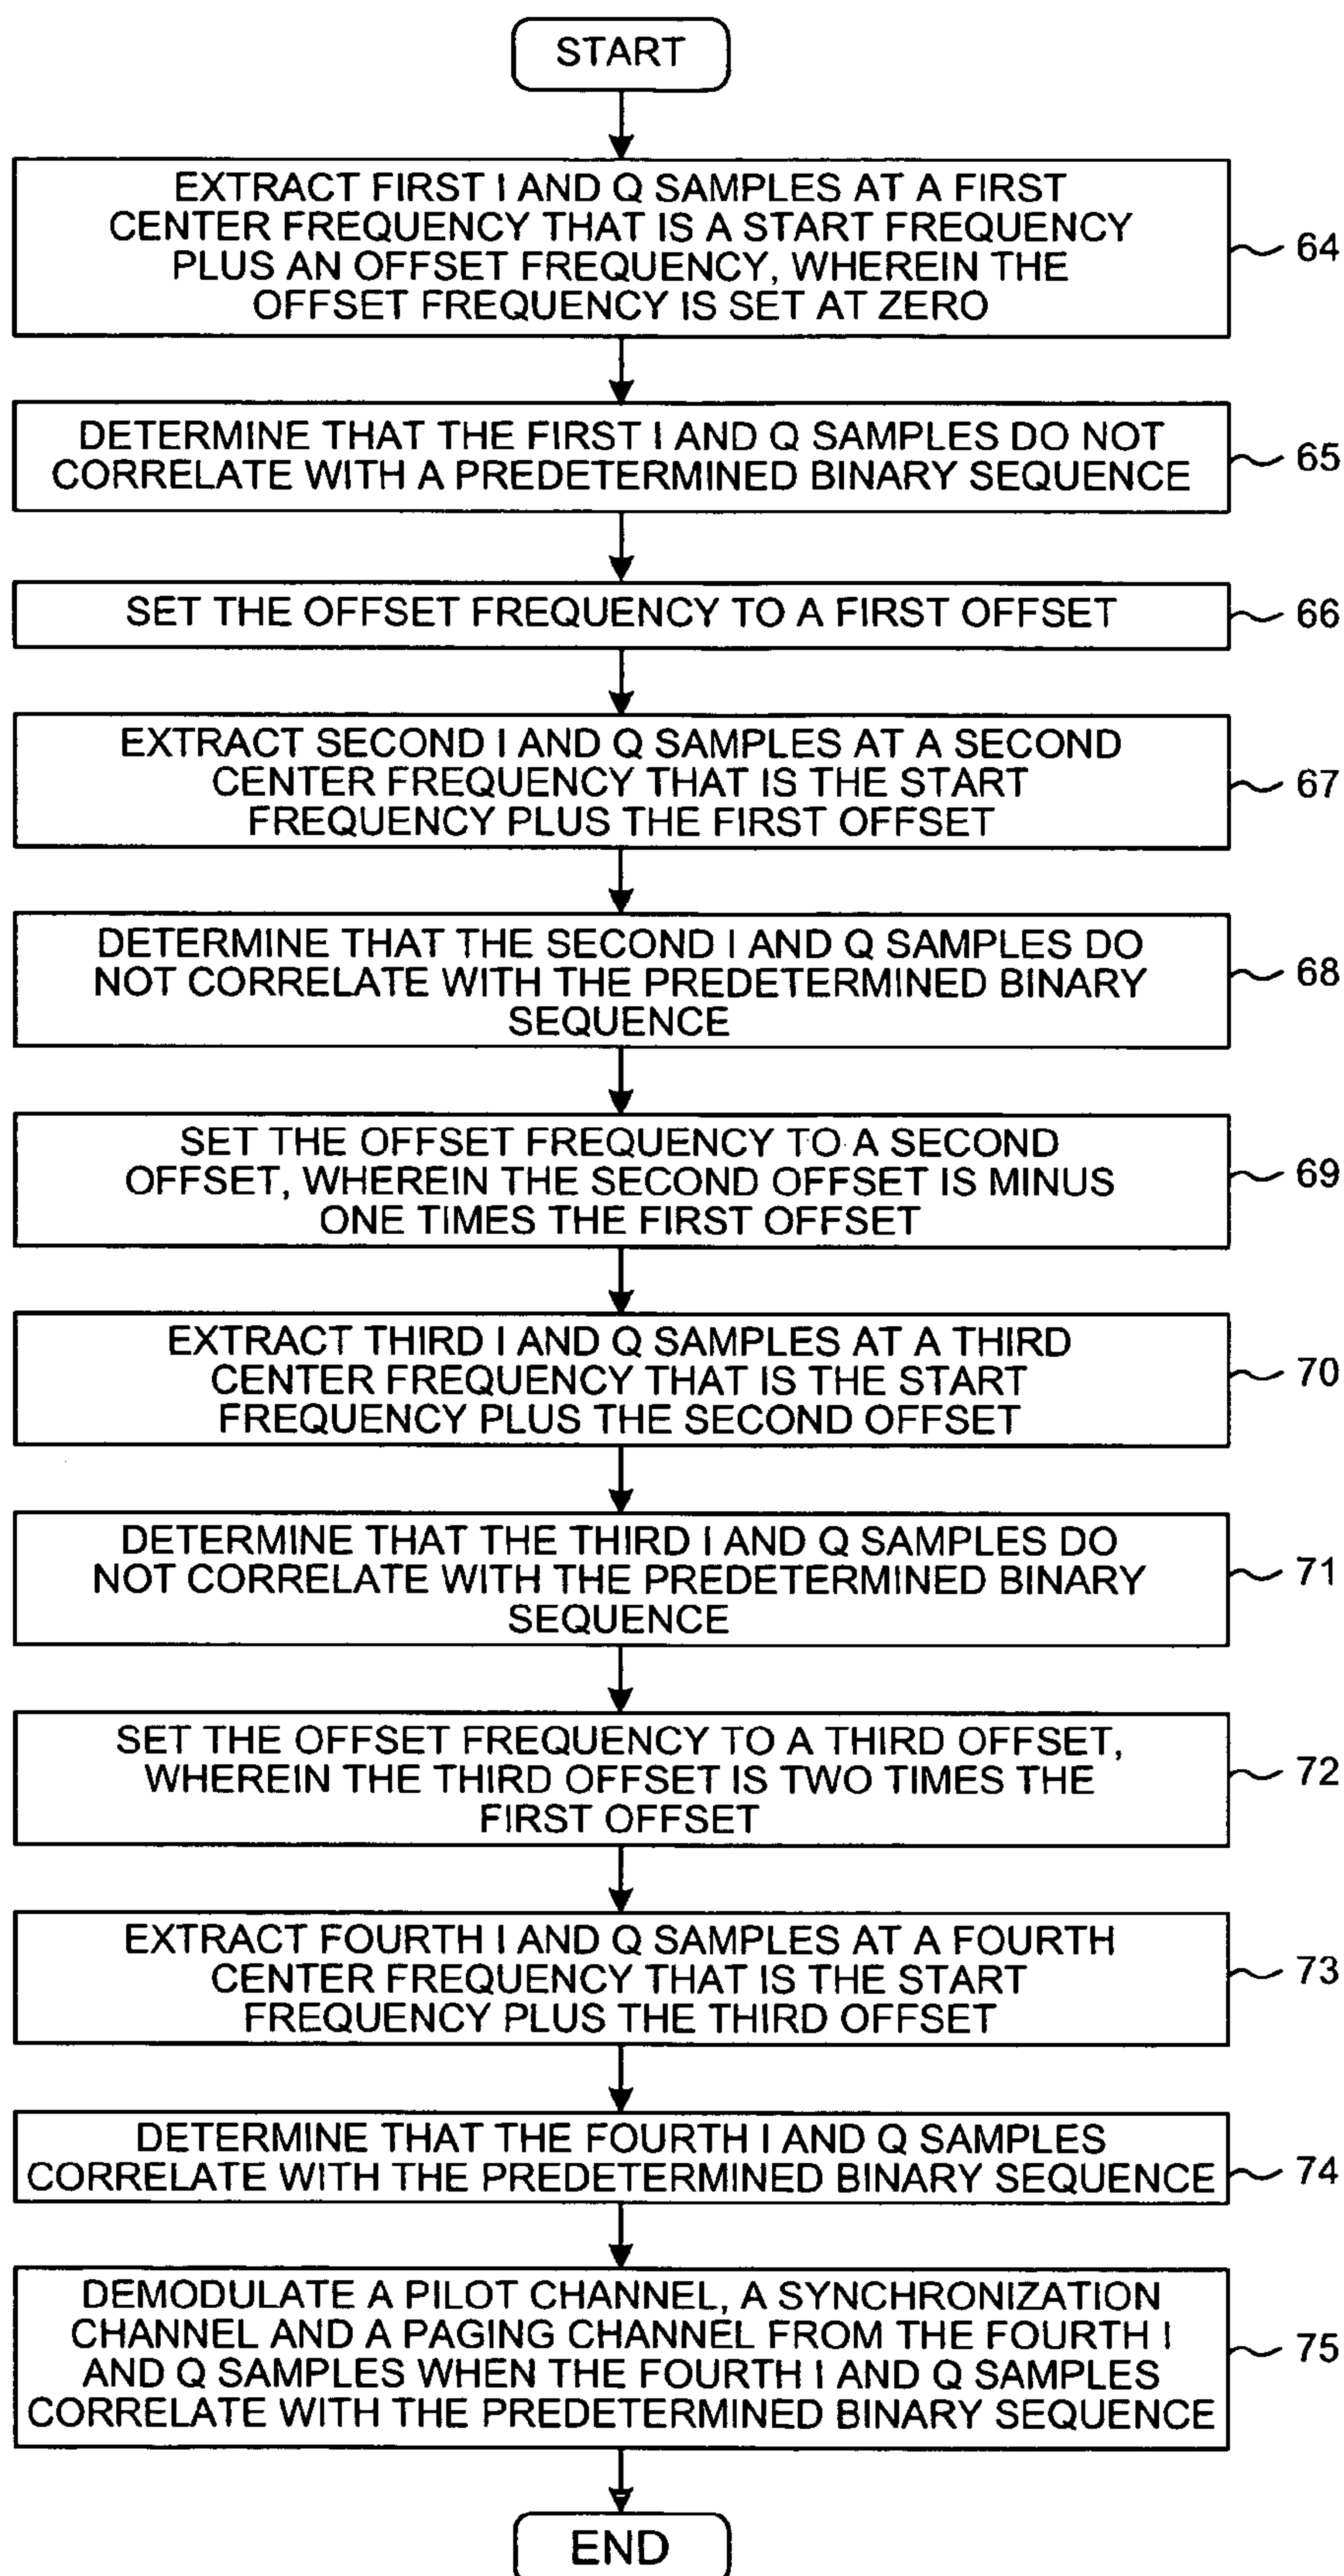 START
EXTRACT FIRST I AND Q SAMPLES AT A FIRST
CENTER FREQUENCY THAT IS A START FREQUENCY
PLUS AN OFFSET FREQUENCY, WHEREIN THE
OFFSET FREQUENCY IS SET AT ZERO
64
DETERMINE THAT THE FIRST I AND Q SAMPLES DO NOT
CORRELATE WITH A PREDETERMINED BINARY SEQUENCE
65
SET THE OFFSET FREQUENCY TO A FIRST OFFSET
66
EXTRACT SECOND I AND Q SAMPLES AT A SECOND
CENTER FREQUENCY THAT IS THE START
FREQUENCY PLUS THE FIRST OFFSET
67
DETERMINE THAT THE SECOND I AND Q SAMPLES DO
NOT CORRELATE WITH THE PREDETERMINED BINARY
SEQUENCE
68
SET THE OFFSET FREQUENCY TO A SECOND
OFFSET, WHEREIN THE SECOND OFFSET IS MINUS
ONE TIMES THE FIRST OFFSET
69
EXTRACT THIRD I AND Q SAMPLES AT A THIRD
CENTER FREQUENCY THAT IS THE START
FREQUENCY PLUS THE SECOND OFFSET
70
DETERMINE THAT THE THIRD I AND Q SAMPLES DO
NOT CORRELATE WITH THE PREDETERMINED BINARY
SEQUENCE
71
SET THE OFFSET FREQUENCY TO A THIRD OFFSET,
WHEREIN THE THIRD OFFSET IS TWO TIMES THE
FIRST OFFSET
72
EXTRACT FOURTH I AND Q SAMPLES AT A FOURTH
CENTER FREQUENCY THAT IS THE START
FREQUENCY PLUS THE THIRD OFFSET
73
DETERMINE THAT THE FOURTH I AND Q SAMPLES
CORRELATE WITH THE PREDETERMINED BINARY SEQUENCE
74
DEMODULATE A PILOT CHANNEL, A SYNCHRONIZATION
CHANNEL AND A PAGING CHANNEL FROM THE FOURTH I
AND Q SAMPLES WHEN THE FOURTH I AND Q SAMPLES
CORRELATE WITH THE PREDETERMINED BINARY SEQUENCE
75
END